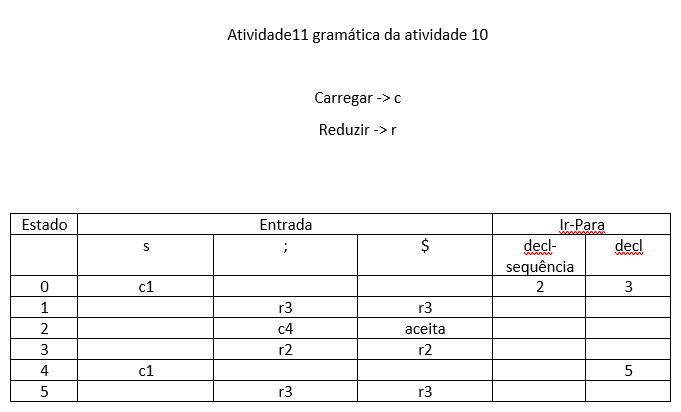 Atividade11 gramática da atividade 10
Carregar -> c
Reduzir -> r
Estado Entrada Ir-Para
s ; $ decl-sequência decl
0 c1 2 3
1 r3 r3
2 c4 aceita
3 r2 r2
4 c1 5
5 r3 r3